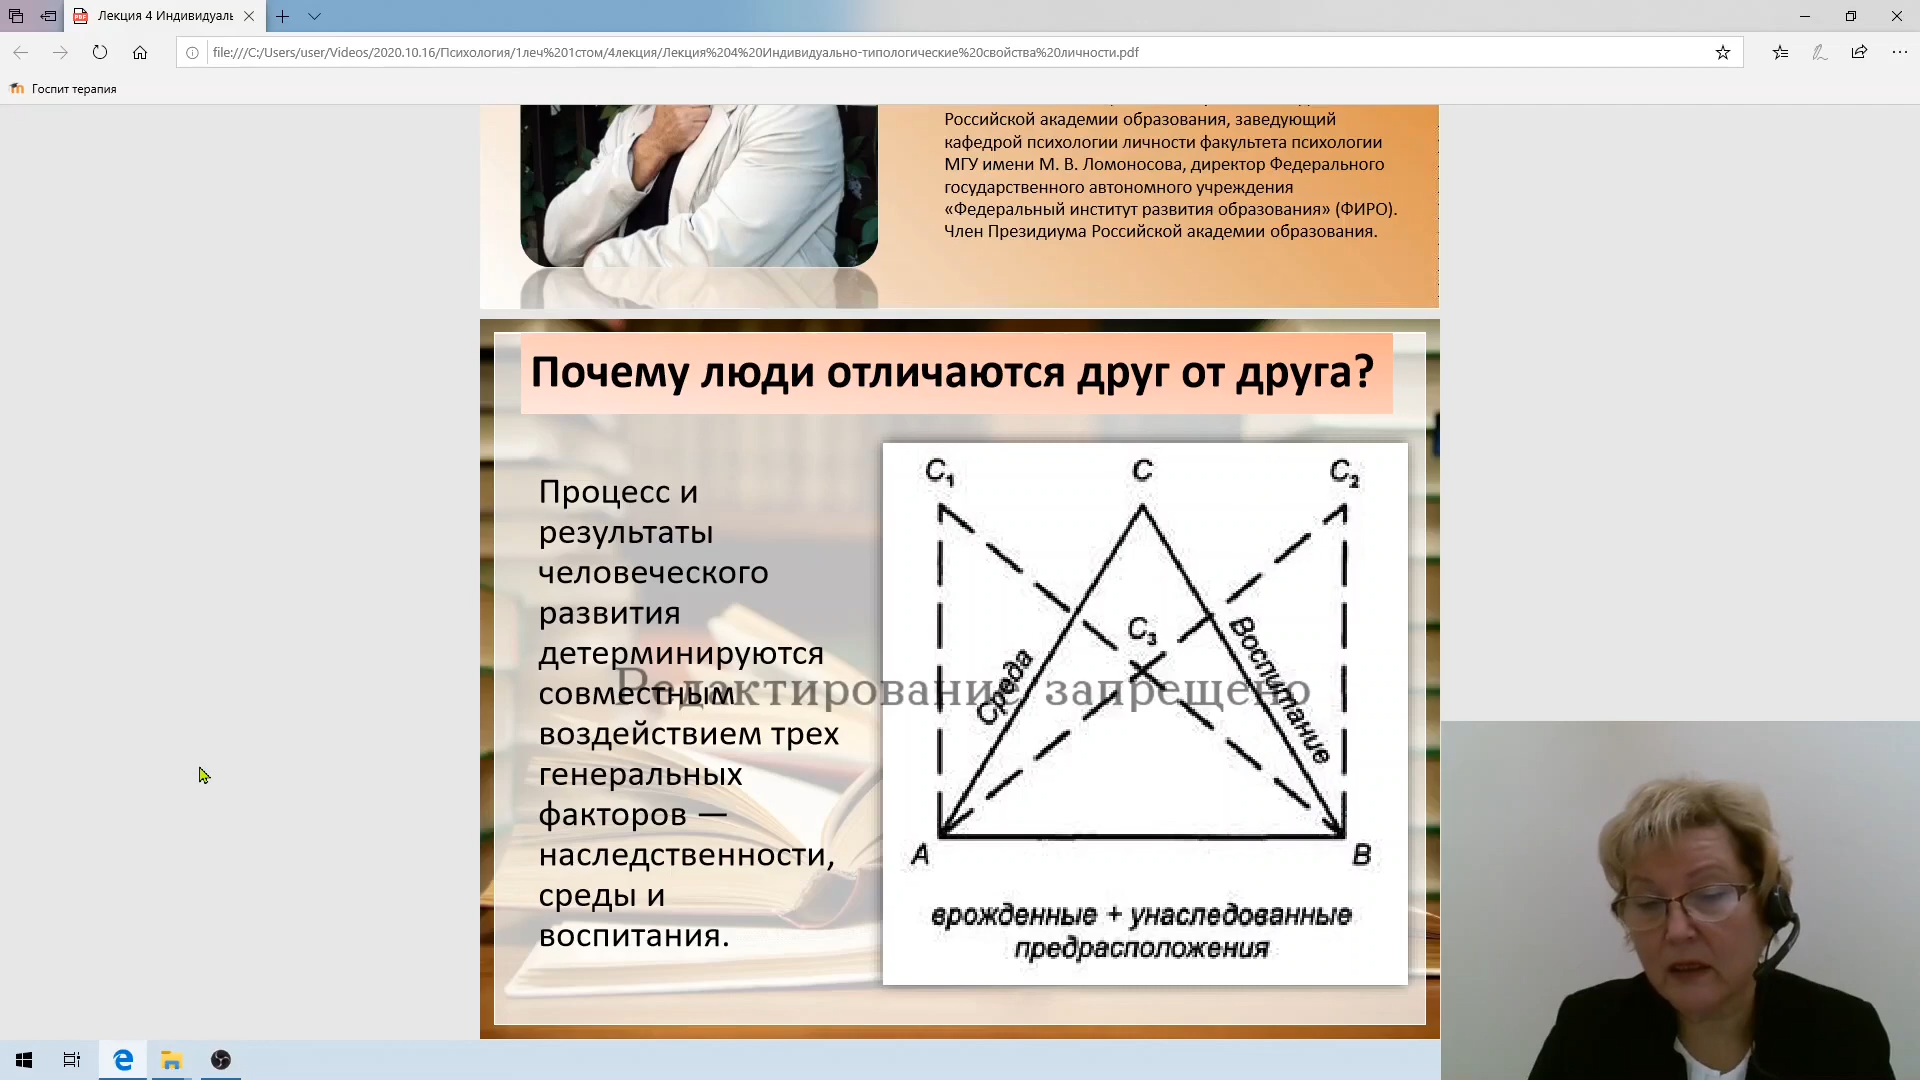 Лекция 4 Индивидуаль
file:///C:/Users/user/Videos/2020.10.16/Психология/1леч%201стом/4лекция/Лекция%204%20Индивидуально-типологические%20свойства%20личности.pdf
Госпит терапия
Российской академии образования, заведующий
кафедрой психологии личности факультета психологии
МГУ имени М. В. Ломоносова, директор Федерального
государственного автономного учреждения
«Федеральный институт развития образования» (ФИРО).
Член Президиума Российской академии образования.
Почему люди отличаются друг от друга?
Процесс и
результаты
человеческого
развития
детерминируются
совместным
воздействием трех
генеральных
факторов —
наследственности,
среды и
воспитания.
C₁ C C₂
C₃
Среда
Воспитание
A B
врожденные + унаследованные
предрасположения
Редактирование запрещено